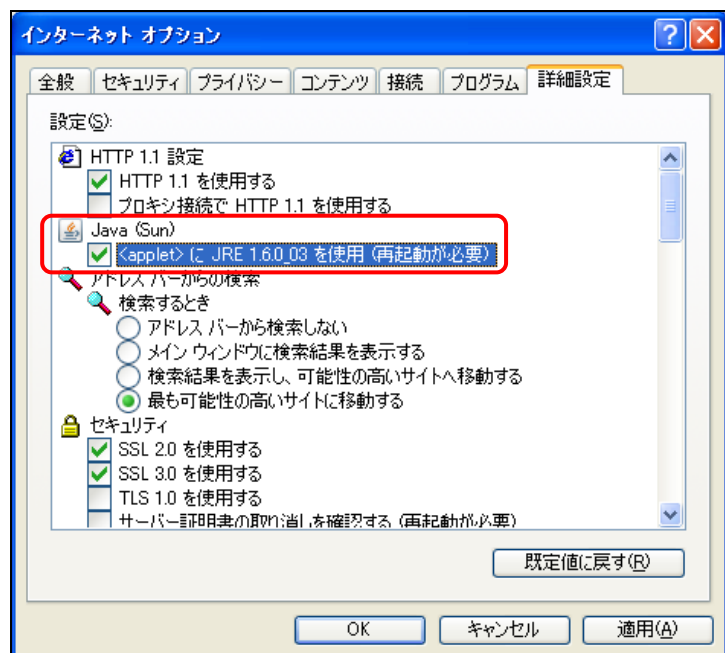 インターネット オプション
全般 セキュリティ プライバシー コンテンツ 接続 プログラム 詳細設定
設定(S):
HTTP 1.1 設定
HTTP 1.1 を使用する
プロキシ接続で HTTP 1.1 を使用する
Java (Sun)
<applet> に JRE 1.6.0_03 を使用 (再起動が必要)
アドレス バーからの検索
検索するとき
アドレス バーから検索しない
メイン ウィンドウに検索結果を表示する
検索結果を表示し、可能性の高いサイトへ移動する
最も可能性の高いサイトに移動する
セキュリティ
SSL 2.0 を使用する
SSL 3.0 を使用する
TLS 1.0 を使用する
サーバー証明書の取り消しを確認する (再起動が必要)
既定値に戻す(R)
OK キャンセル 適用(A)